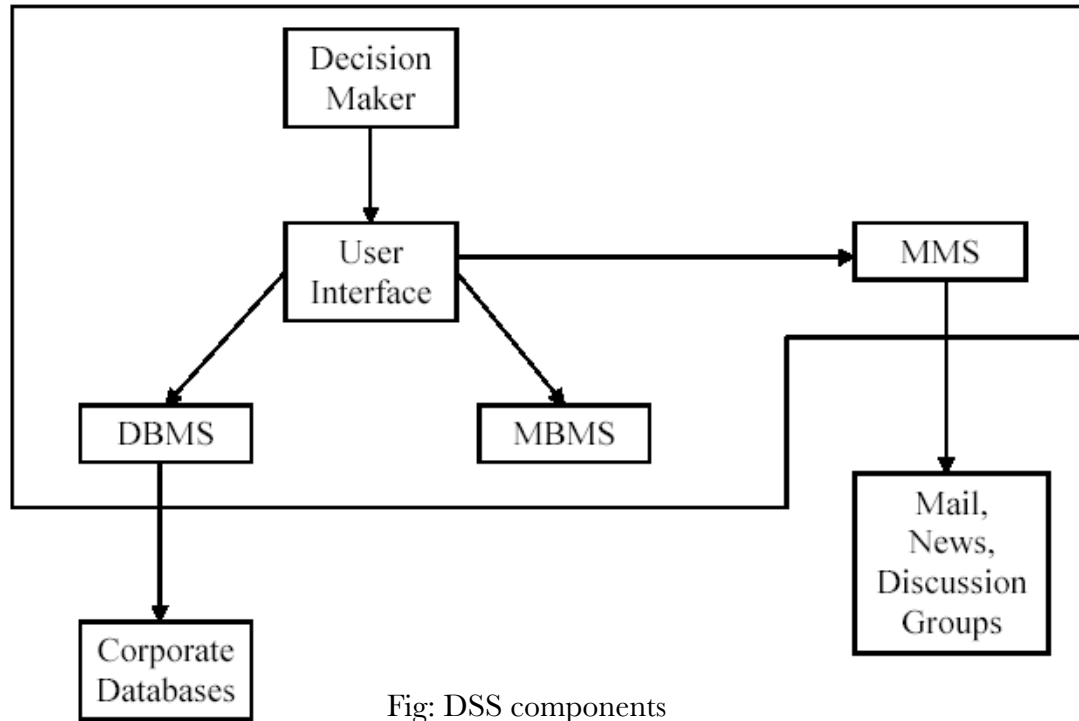 Decision
Maker
User
Interface
MMS
DBMS
MBMS
Mail,
News,
Discussion
Groups
Corporate
Databases
Fig: DSS components